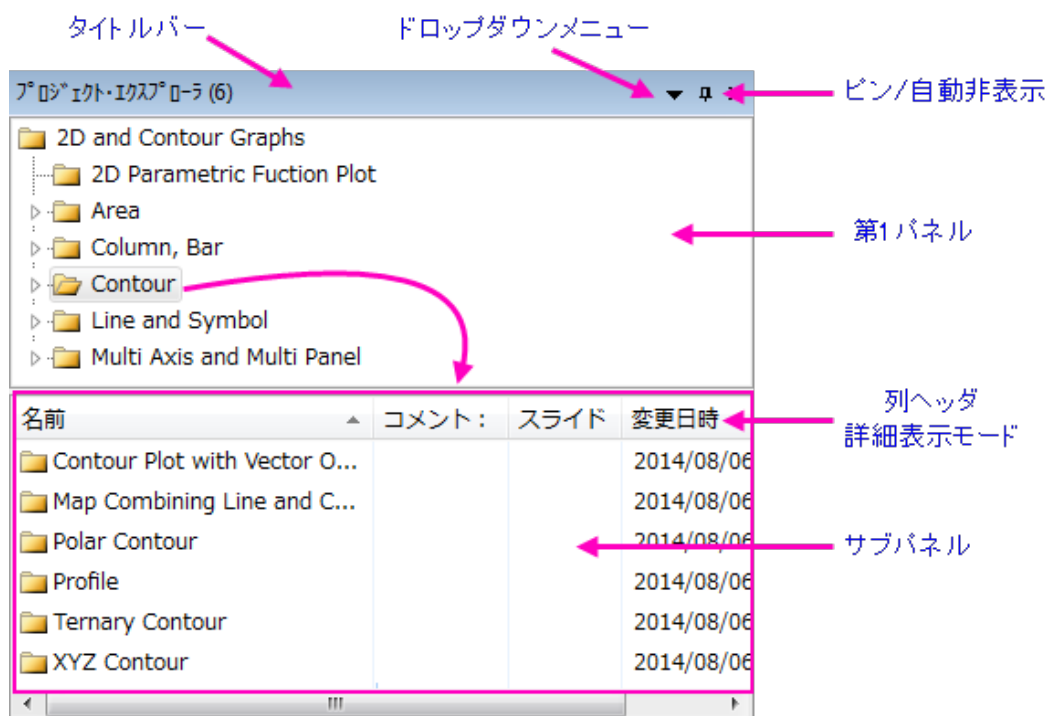 タイトルバー
ドロップダウンメニュー
ﾌﾟﾛｼﾞｪｸﾄ･ｴｸｽﾌﾟﾛｰﾗ (6)
ピン/自動非表示
2D and Contour Graphs
2D Parametric Fuction Plot
Area
第1パネル
Column, Bar
Contour
Line and Symbol
Multi Axis and Multi Panel
列ヘッダ
詳細表示モード
名前 コメント： スライド 変更日時
Contour Plot with Vector O... 2014/08/06
Map Combining Line and C... 2014/08/06
Polar Contour 2014/08/06
サブパネル
Profile 2014/08/06
Ternary Contour 2014/08/06
XYZ Contour 2014/08/06